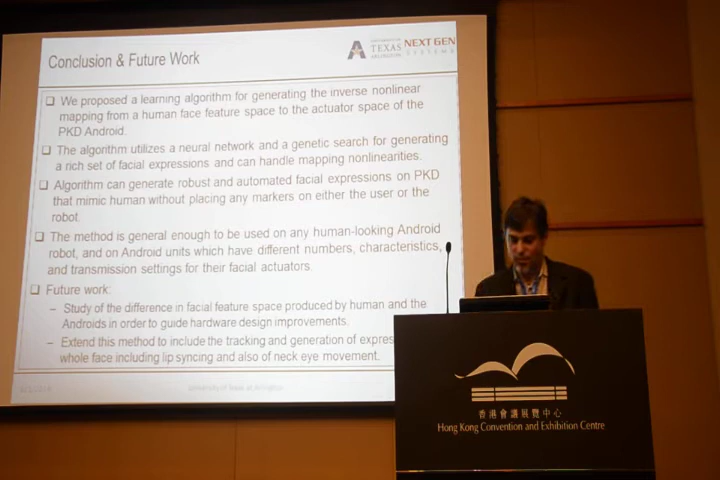 Conclusion & Future Work
TEXAS
ARLINGTON
NEXT GEN
SYSTEMS
We proposed a learning algorithm for generating the inverse nonlinear
mapping from a human face feature space to the actuator space of the
PKD Android.
The algorithm utilizes a neural network and a genetic search for generating
a rich set of facial expressions and can handle mapping nonlinearities.
Algorithm can generate robust and automated facial expressions on PKD
that mimic human without placing any markers on either the user or the
robot.
The method is general enough to be used on any human-looking Android
robot, and on Android units which have different numbers, characteristics,
and transmission settings for their facial actuators.
Future work:
– Study of the difference in facial feature space produced by human and the
Androids in order to guide hardware design improvements.
– Extend this method to include the tracking and generation of expres
whole face including lip syncing and also of neck eye movement.
University of Texas at Arlington
香港會議展覽中心
Hong Kong Convention and Exhibition Centre